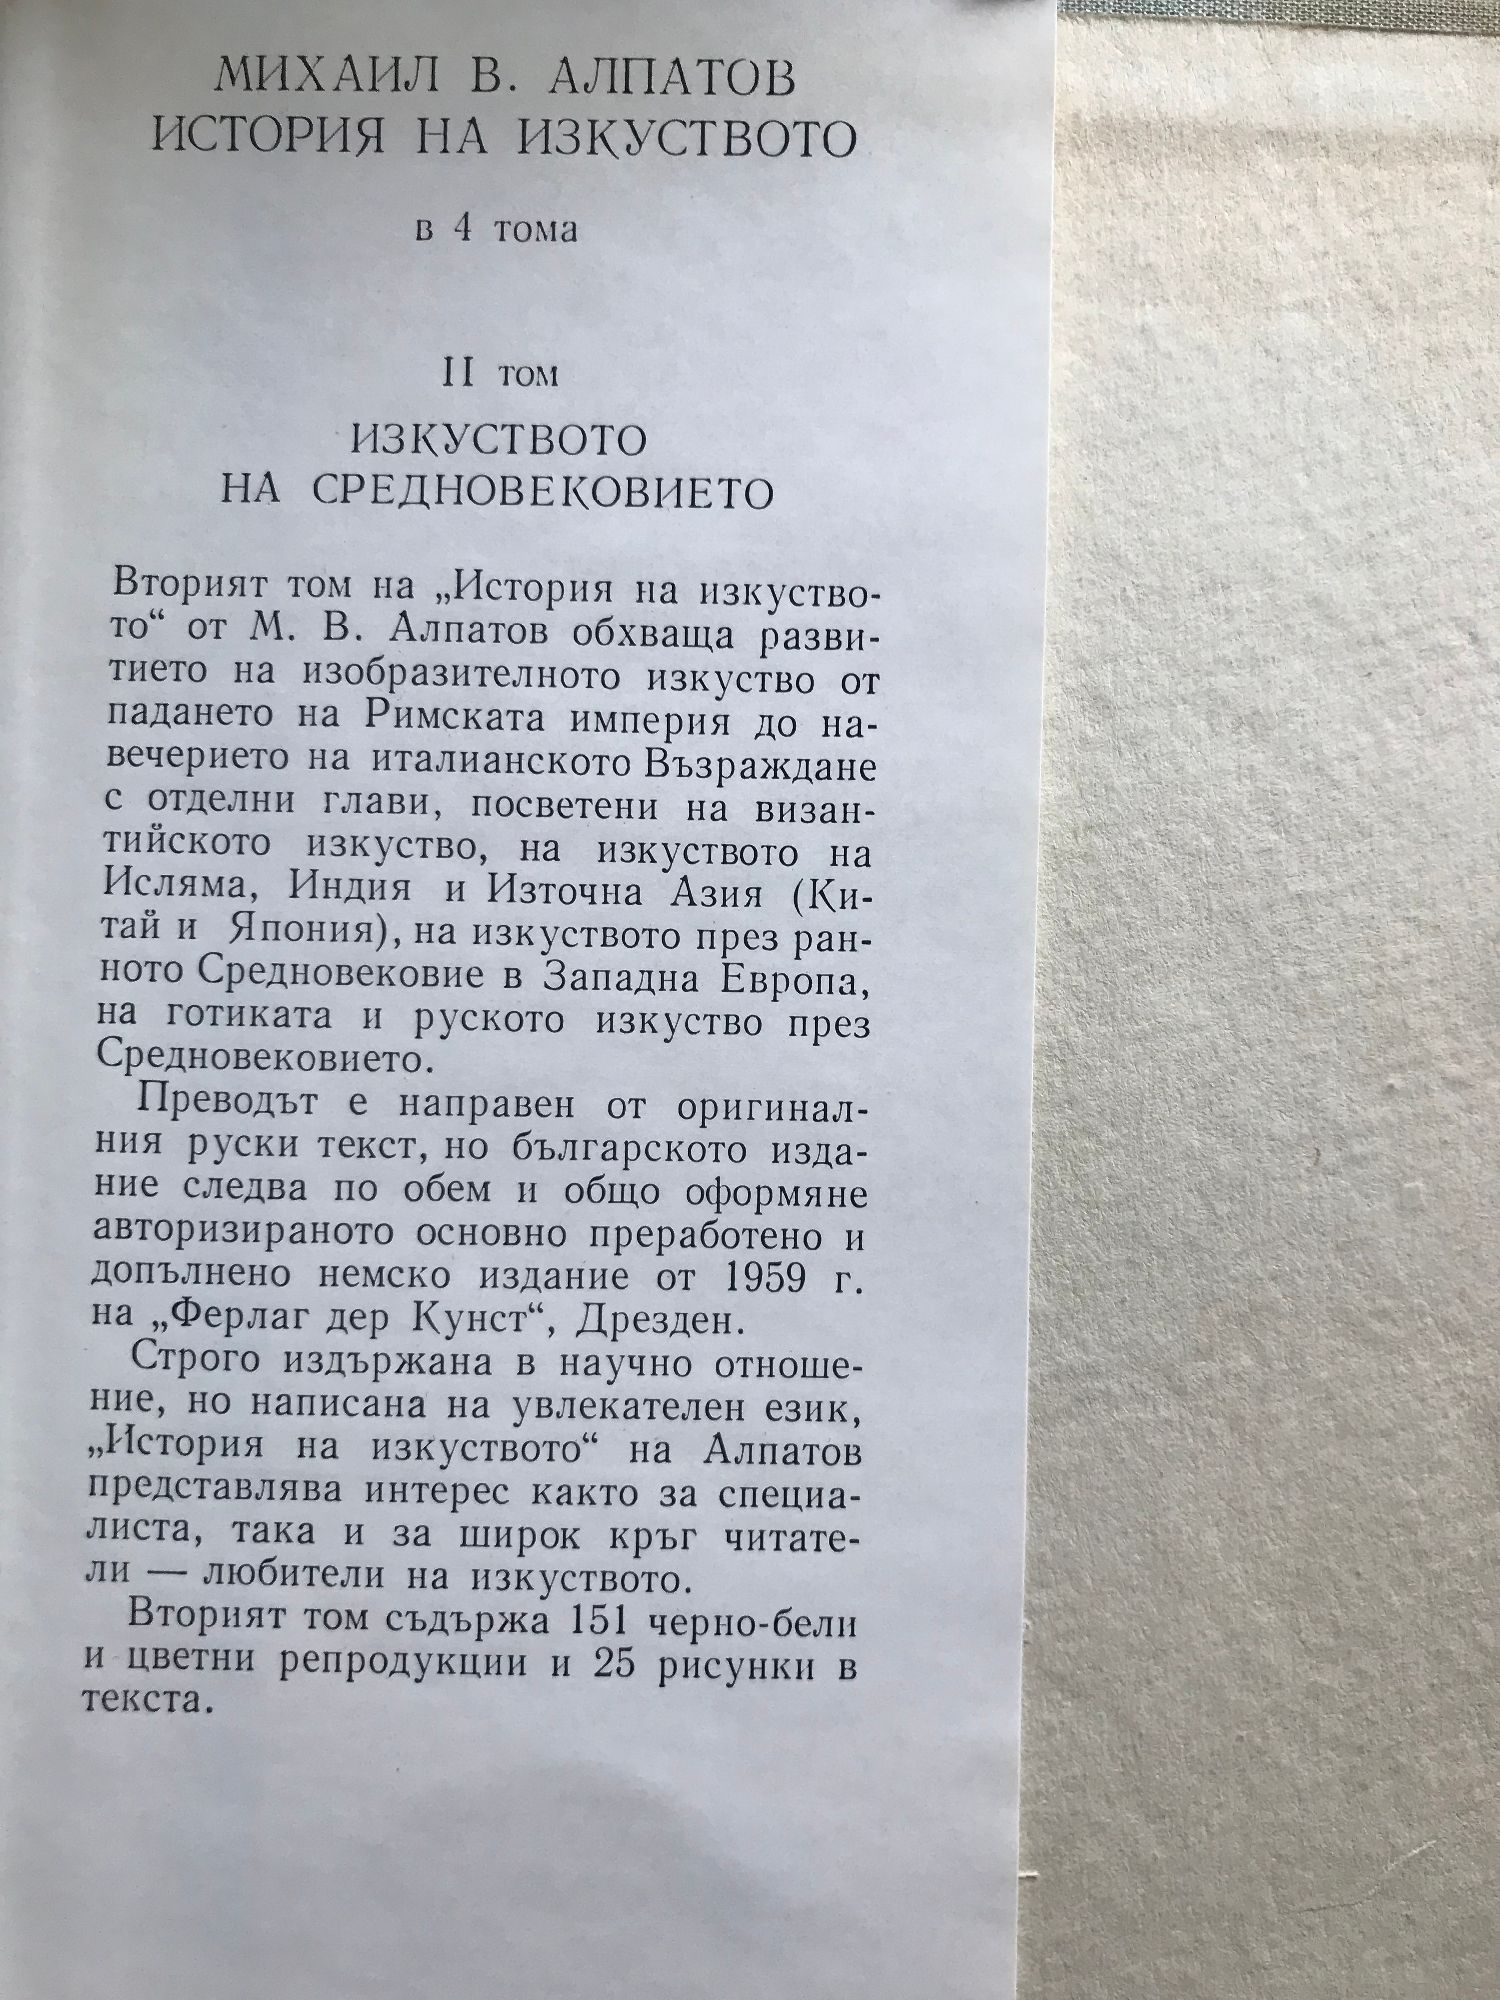 МИХАИЛ В. АЛПАТОВ
ИСТОРИЯ НА ИЗКУСТВОТО
в 4 тома
II том
ИЗКУСТВОТО
НА СРЕДНОВЕКОВИЕТО
Вторият том на „История на изкуство-
то“ от М. В. Алпатов обхваща разви-
тието на изобразителното изкуство от
падането на Римската империя до на-
вечерието на италианското Възраждане
с отделни глави, посветени на визан-
тийското изкуство, на изкуството на
Исляма, Индия и Източна Азия (Ки-
тай и Япония), на изкуството през ран-
ното Средновековие в Западна Европа,
на готиката и руското изкуство през
Средновековието.
Преводът е направен от оригинал-
ния руски текст, но българското изда-
ние следва по обем и общо оформяне
авторизираното основно преработено и
допълнено немско издание от 1959 г.
на „Ферлаг дер Кунст“, Дрезден.
Строго издържана в научно отноше-
ние, но написана на увлекателен език,
„История на изкуството“ на Алпатов
представлява интерес както за специа-
листа, така и за широк кръг читате-
ли — любители на изкуството.
Вторият том съдържа 151 черно-бели
и цветни репродукции и 25 рисунки в
текста.